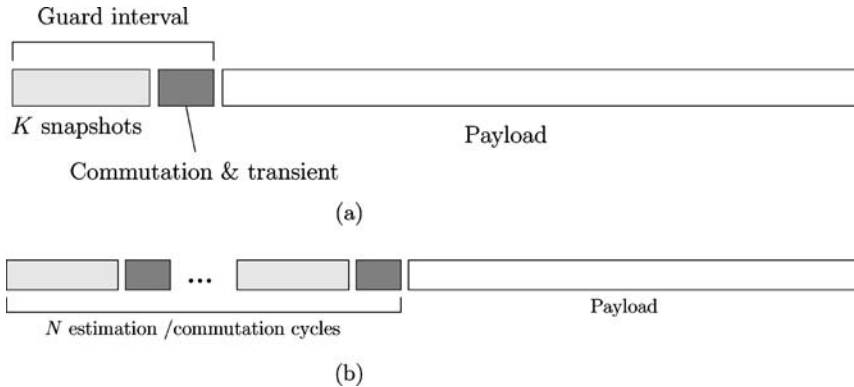 Guard interval
K snapshots
Payload
Commutation & transient
(a)
...
N estimation /commutation cycles
Payload
(b)